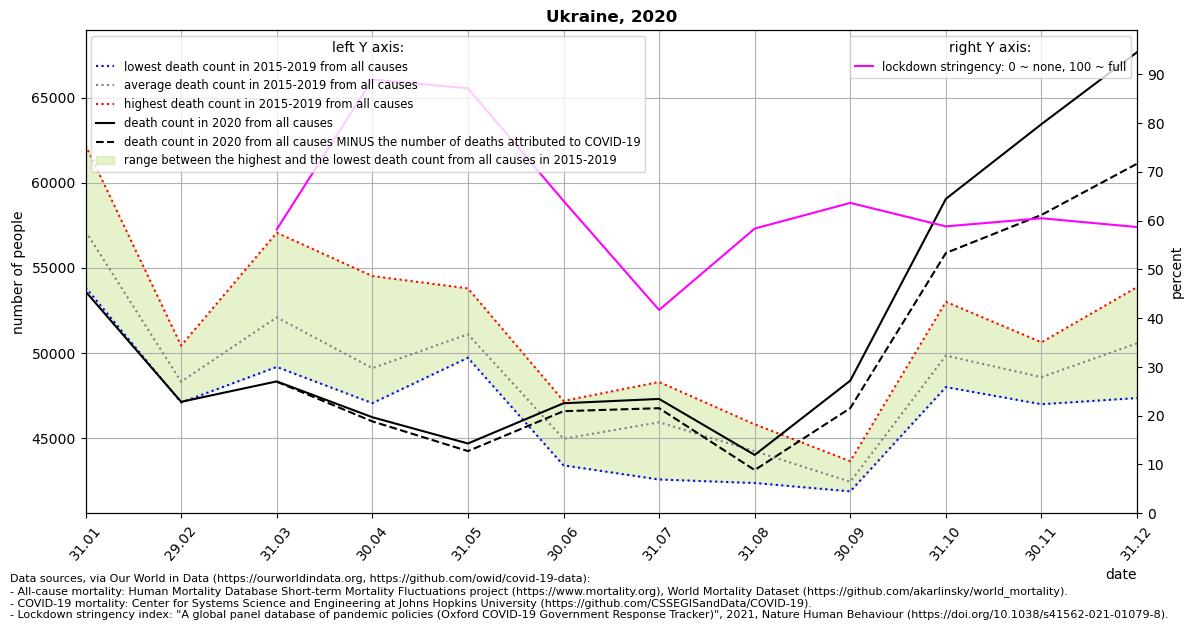 Ukraine, 2020
left Y axis:
lowest death count in 2015-2019 from all causes
average death count in 2015-2019 from all causes
highest death count in 2015-2019 from all causes
death count in 2020 from all causes
death count in 2020 from all causes MINUS the number of deaths attributed to COVID-19
range between the highest and the lowest death count from all causes in 2015-2019
right Y axis:
lockdown stringency: 0 ~ none, 100 ~ full
number of people
65000
60000
55000
50000
45000
percent
90
80
70
60
50
40
30
20
10
0
31.01
29.02
31.03
30.04
31.05
30.06
31.07
31.08
30.09
31.10
30.11
31.12
date
Data sources, via Our World in Data (https://ourworldindata.org, https://github.com/owid/covid-19-data):
- All-cause mortality: Human Mortality Database Short-term Mortality Fluctuations project (https://www.mortality.org), World Mortality Dataset (https://github.com/akarlinsky/world_mortality).
- COVID-19 mortality: Center for Systems Science and Engineering at Johns Hopkins University (https://github.com/CSSEGISandData/COVID-19).
- Lockdown stringency index: "A global panel database of pandemic policies (Oxford COVID-19 Government Response Tracker)", 2021, Nature Human Behaviour (https://doi.org/10.1038/s41562-021-01079-8).